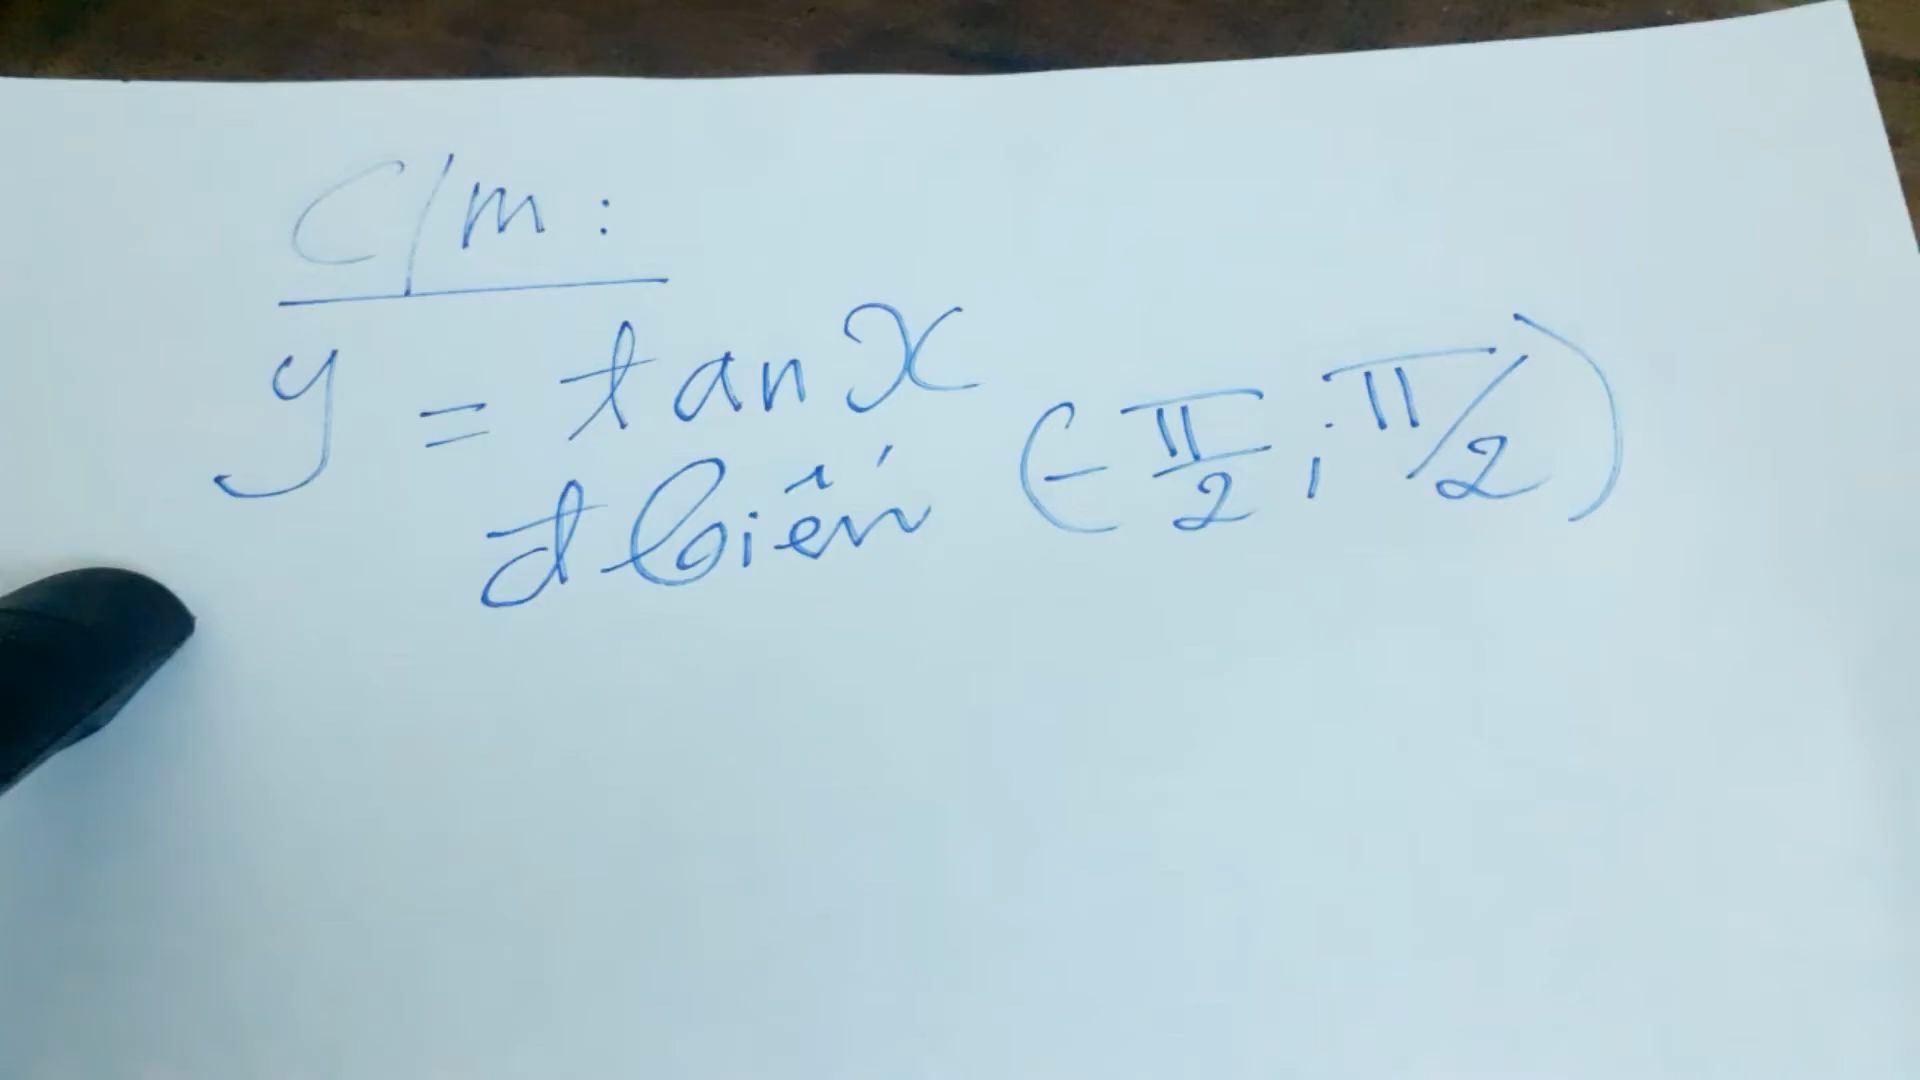 C/m:
y = tan x
đ biến (-π/2; π/2)